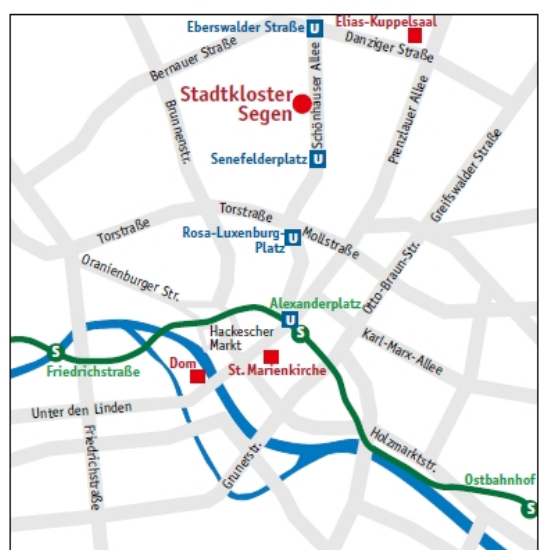 Eberswalder Straße
U
Elias-Kuppelsaal
Danziger Straße
Bernauer Straße
Schönhauser Allee
Stadtkloster
Segen
Brunnenstr.
Prenzlauer Allee
Senefelderplatz
U
Greifswalder Straße
Torstraße
Torstraße
Rosa-Luxenburg-
Platz
U
Mollstraße
Oranienburger Str.
Otto-Braun-Str.
Alexanderplatz
U
S
Hackescher
Markt
Karl-Marx-Allee
S
Friedrichstraße
Dom
St. Marienkirche
Unter den Linden
Friedrichstraße
Grunerstr.
Holzmarktstr.
Ostbahnhof
S